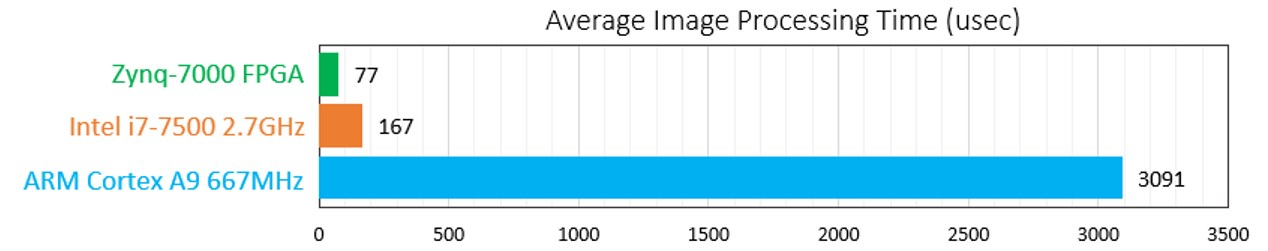 Average Image Processing Time (usec)
Zynq-7000 FPGA 77
Intel i7-7500 2.7GHz 167
ARM Cortex A9 667MHz 3091
0 500 1000 1500 2000 2500 3000 3500